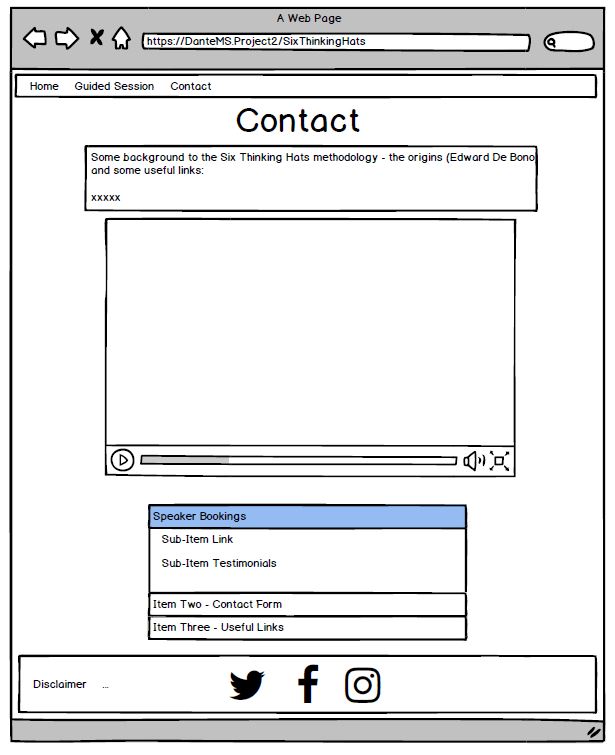 A Web Page
https://DanteMS.Project2/SixThinkingHats
Home Guided Session Contact
Contact
Some background to the Six Thinking Hats methodology - the origins (Edward De Bono
and some useful links:
xxxxx
Speaker Bookings
Sub-Item Link
Sub-Item Testimonials
Item Two - Contact Form
Item Three - Useful Links
Disclaimer ...